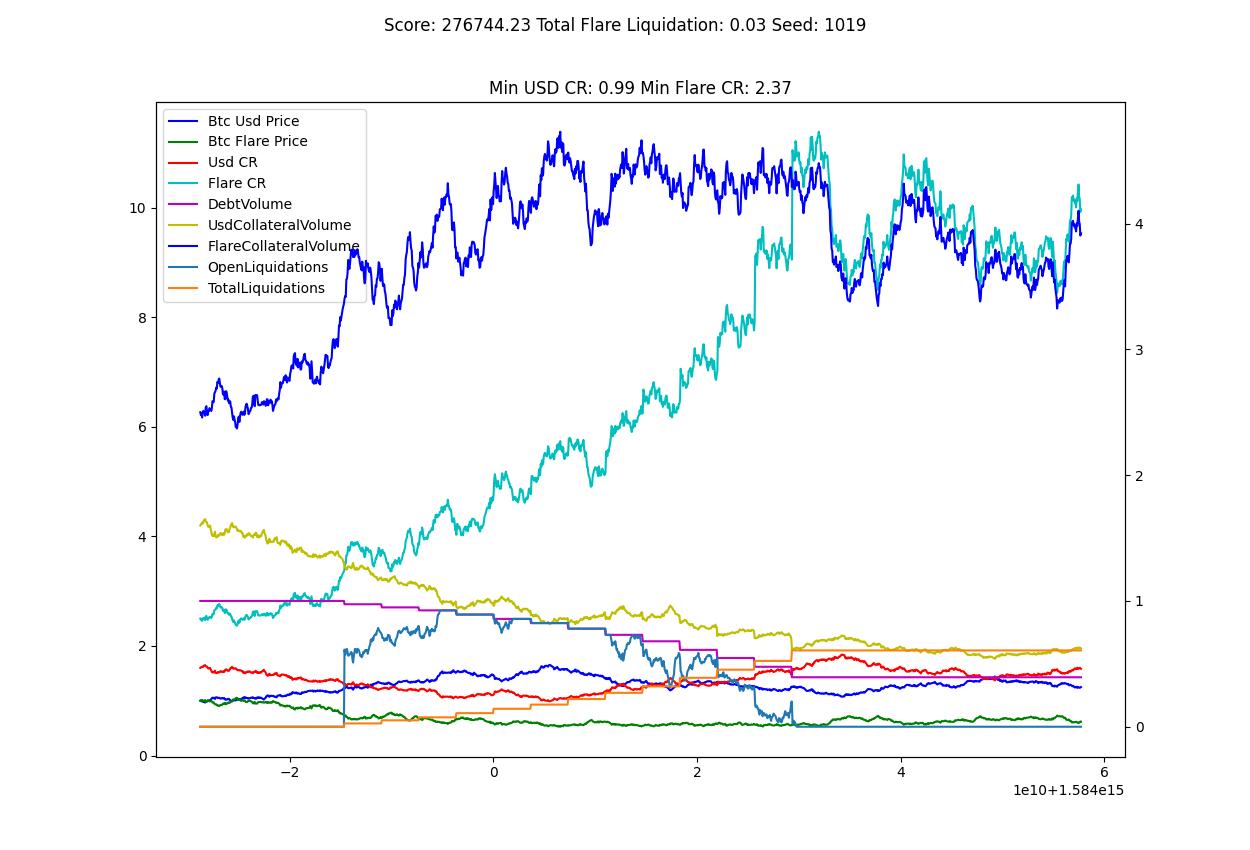 Score: 276744.23 Total Flare Liquidation: 0.03 Seed: 1019
Min USD CR: 0.99 Min Flare CR: 2.37
Btc Usd Price
Btc Flare Price
Usd CR
Flare CR
DebtVolume
UsdCollateralVolume
FlareCollateralVolume
OpenLiquidations
TotalLiquidations
10
8
6
4
2
0
4
3
2
1
0
−2
0
2
4
6
1e10+1.584e15